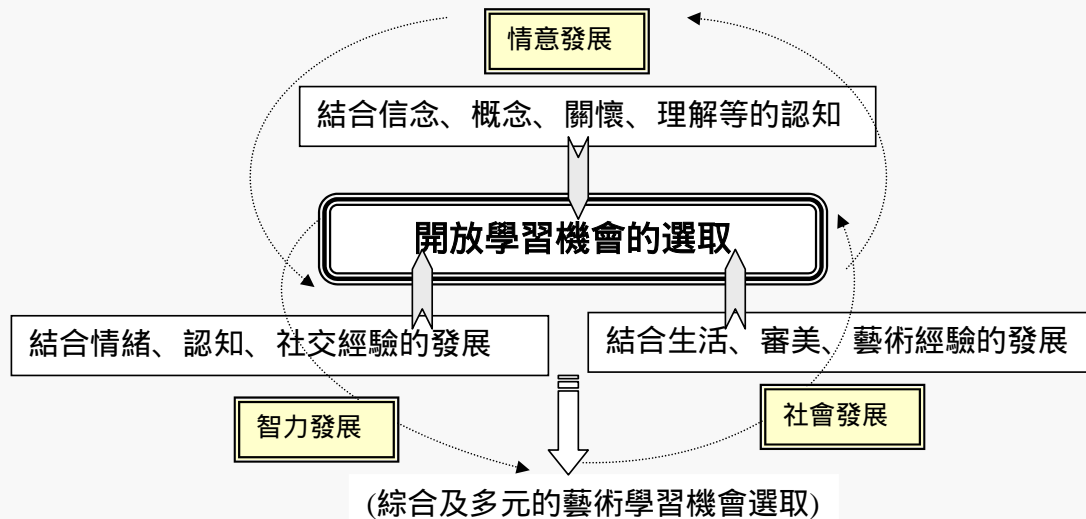 情意發展
結合信念、概念、關懷、理解等的認知
開放學習機會的選取
結合情緒、認知、社交經驗的發展
結合生活、審美、藝術經驗的發展
智力發展
社會發展
(綜合及多元的藝術學習機會選取)